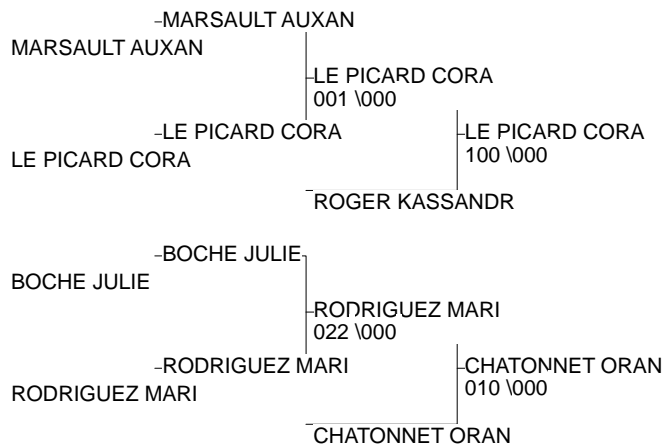 MARSAULT AUXAN
MARSAULT AUXAN
LE PICARD CORA
001 \000
LE PICARD CORA
LE PICARD CORA
LE PICARD CORA
100 \000
ROGER KASSANDR
BOCHE JULIE
BOCHE JULIE
RODRIGUEZ MARI
022 \000
RODRIGUEZ MARI
RODRIGUEZ MARI
CHATONNET ORAN
010 \000
CHATONNET ORAN